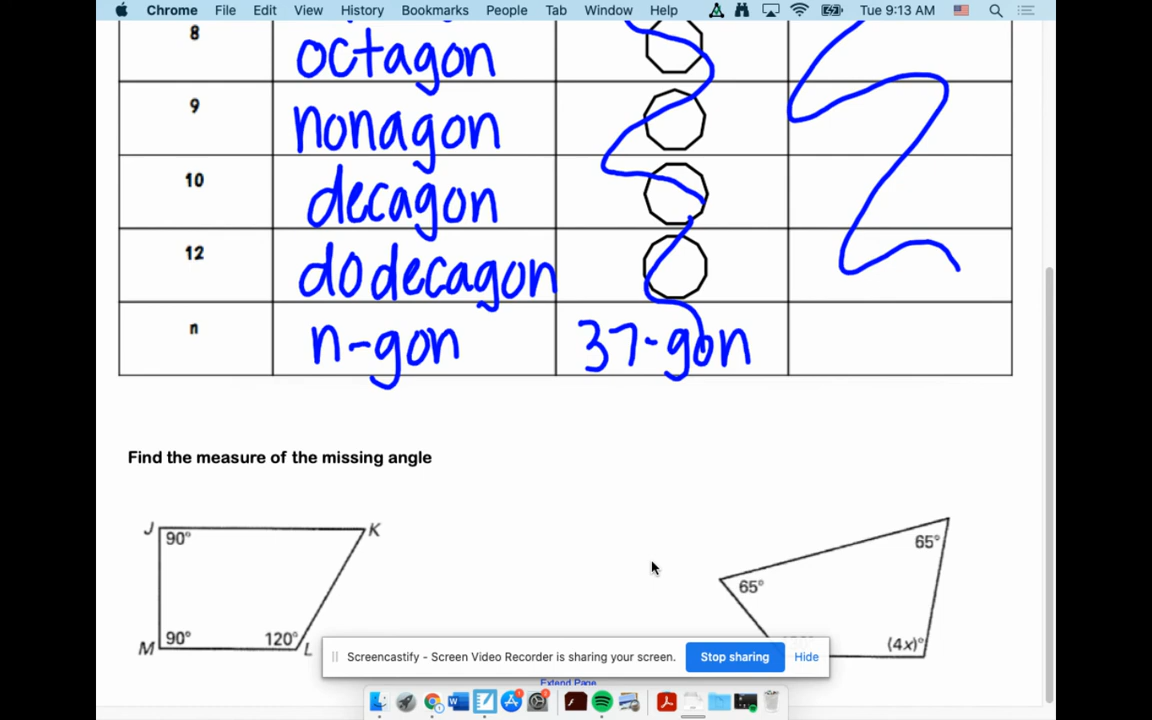 Chrome File Edit View History Bookmarks People Tab Window Help Tue 9:13 AM
8 octagon
9 nonagon
10 decagon
12 dodecagon
n n-gon 37-gon
Find the measure of the missing angle
J 90° K
65°
65°
M 90° 120° L
(4x)°
Screencastify - Screen Video Recorder is sharing your screen. Stop sharing Hide
Extend Page